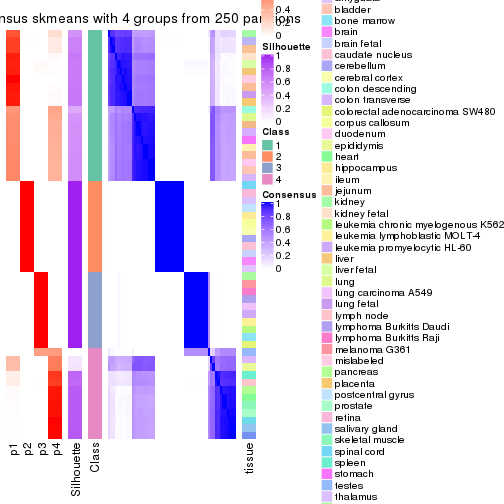 nsus skmeans with 4 groups from 250 par
0.4
0.2
0
Silhouette
1
0.8
0.6
0.4
0.2
0
Class
1
2
3
4
Consensus
1
0.8
0.6
0.4
0.2
0
p1
p2
p3
p4
Silhouette
Class
tissue
bladder
bone marrow
brain
brain fetal
caudate nucleus
cerebellum
cerebral cortex
colon descending
colon transverse
colorectal adenocarcinoma SW480
corpus callosum
duodenum
epididymis
heart
hippocampus
ileum
jejunum
kidney
kidney fetal
leukemia chronic myelogenous K562
leukemia lymphoblastic MOLT-4
leukemia promyelocytic HL-60
liver
liver fetal
lung
lung carcinoma A549
lung fetal
lymph node
lymphoma Burkitts Daudi
lymphoma Burkitts Raji
melanoma G361
mislabeled
pancreas
placenta
postcentral gyrus
prostate
retina
salivary gland
skeletal muscle
spinal cord
spleen
stomach
testes
thalamus